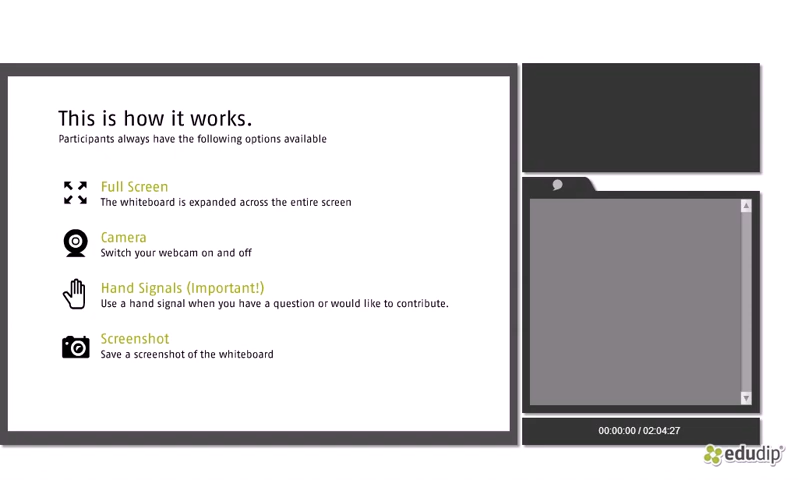 This is how it works.
Participants always have the following options available
Full Screen
The whiteboard is expanded across the entire screen
Camera
Switch your webcam on and off
Hand Signals (Important!)
Use a hand signal when you have a question or would like to contribute.
Screenshot
Save a screenshot of the whiteboard
00:00:00 / 02:04:27
edudip